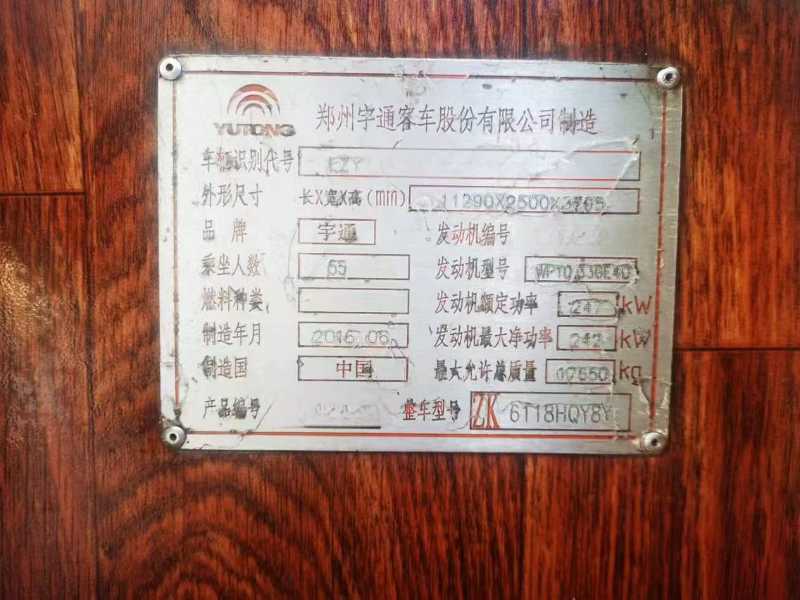 YUTONG 郑州宇通客车股份有限公司制造
车辆识别代号
外形尺寸 长X宽X高(mm) 11290X2500X3705
品牌 宇通 发动机编号
乘坐人数 55 发动机型号
燃料种类 发动机额定功率 247 kW
制造年月 2016.06 发动机最大净功率 242 kW
制造国 中国 最大允许总质量 17550 kg
产品编号 整车型号 ZK 6118HQY8Y